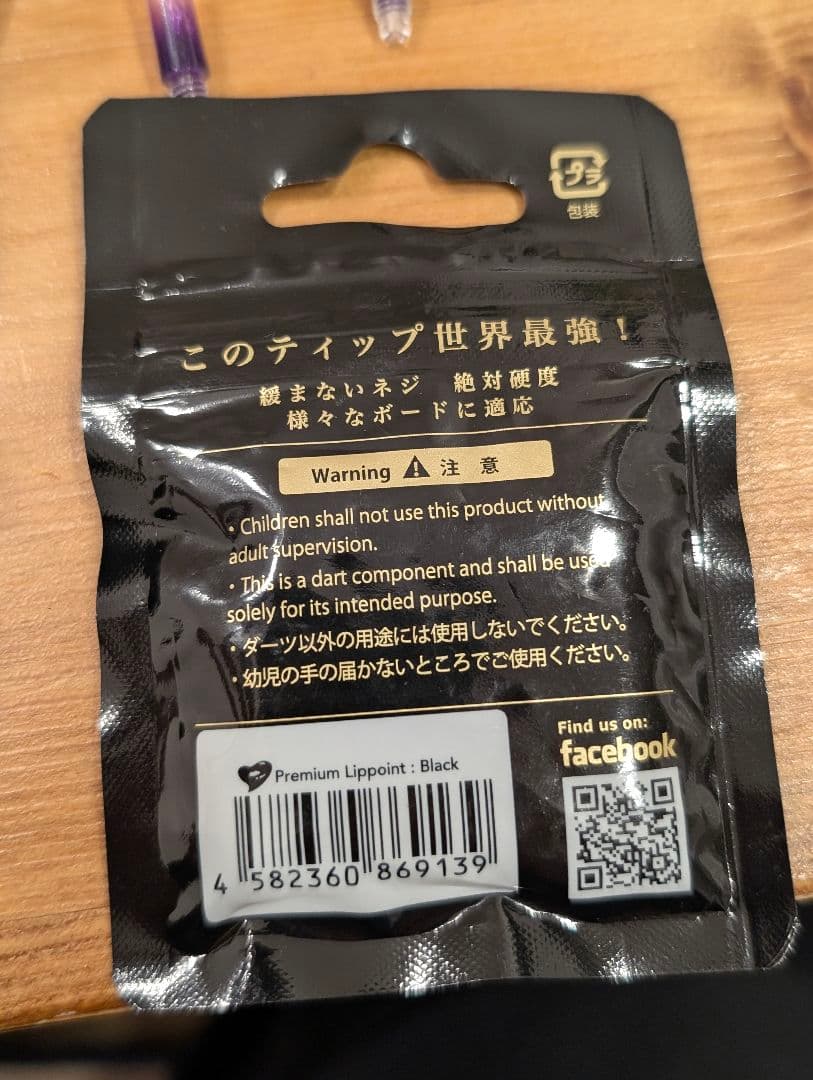 プラ
包装
このティップ世界最強！
緩まないネジ 絶対硬度
様々なボードに適応
Warning 注意
・Children shall not use this product without
adult supervision.
・This is a dart component and shall be used
solely for its intended purpose.
・ダーツ以外の用途には使用しないでください。
・幼児の手の届かないところでご使用ください。
Premium Lippoint : Black
4 582360 869139
Find us on:
facebook